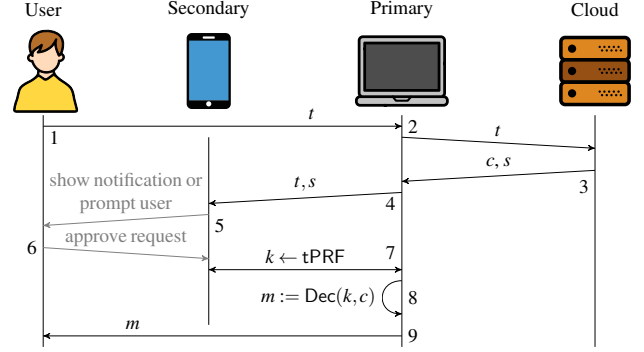 User Secondary Primary Cloud
t
1 2 t
c, s
3
t, s
4
show notification or
prompt user
5
approve request
6
k ← tPRF 7
m := Dec(k, c) 8
m 9